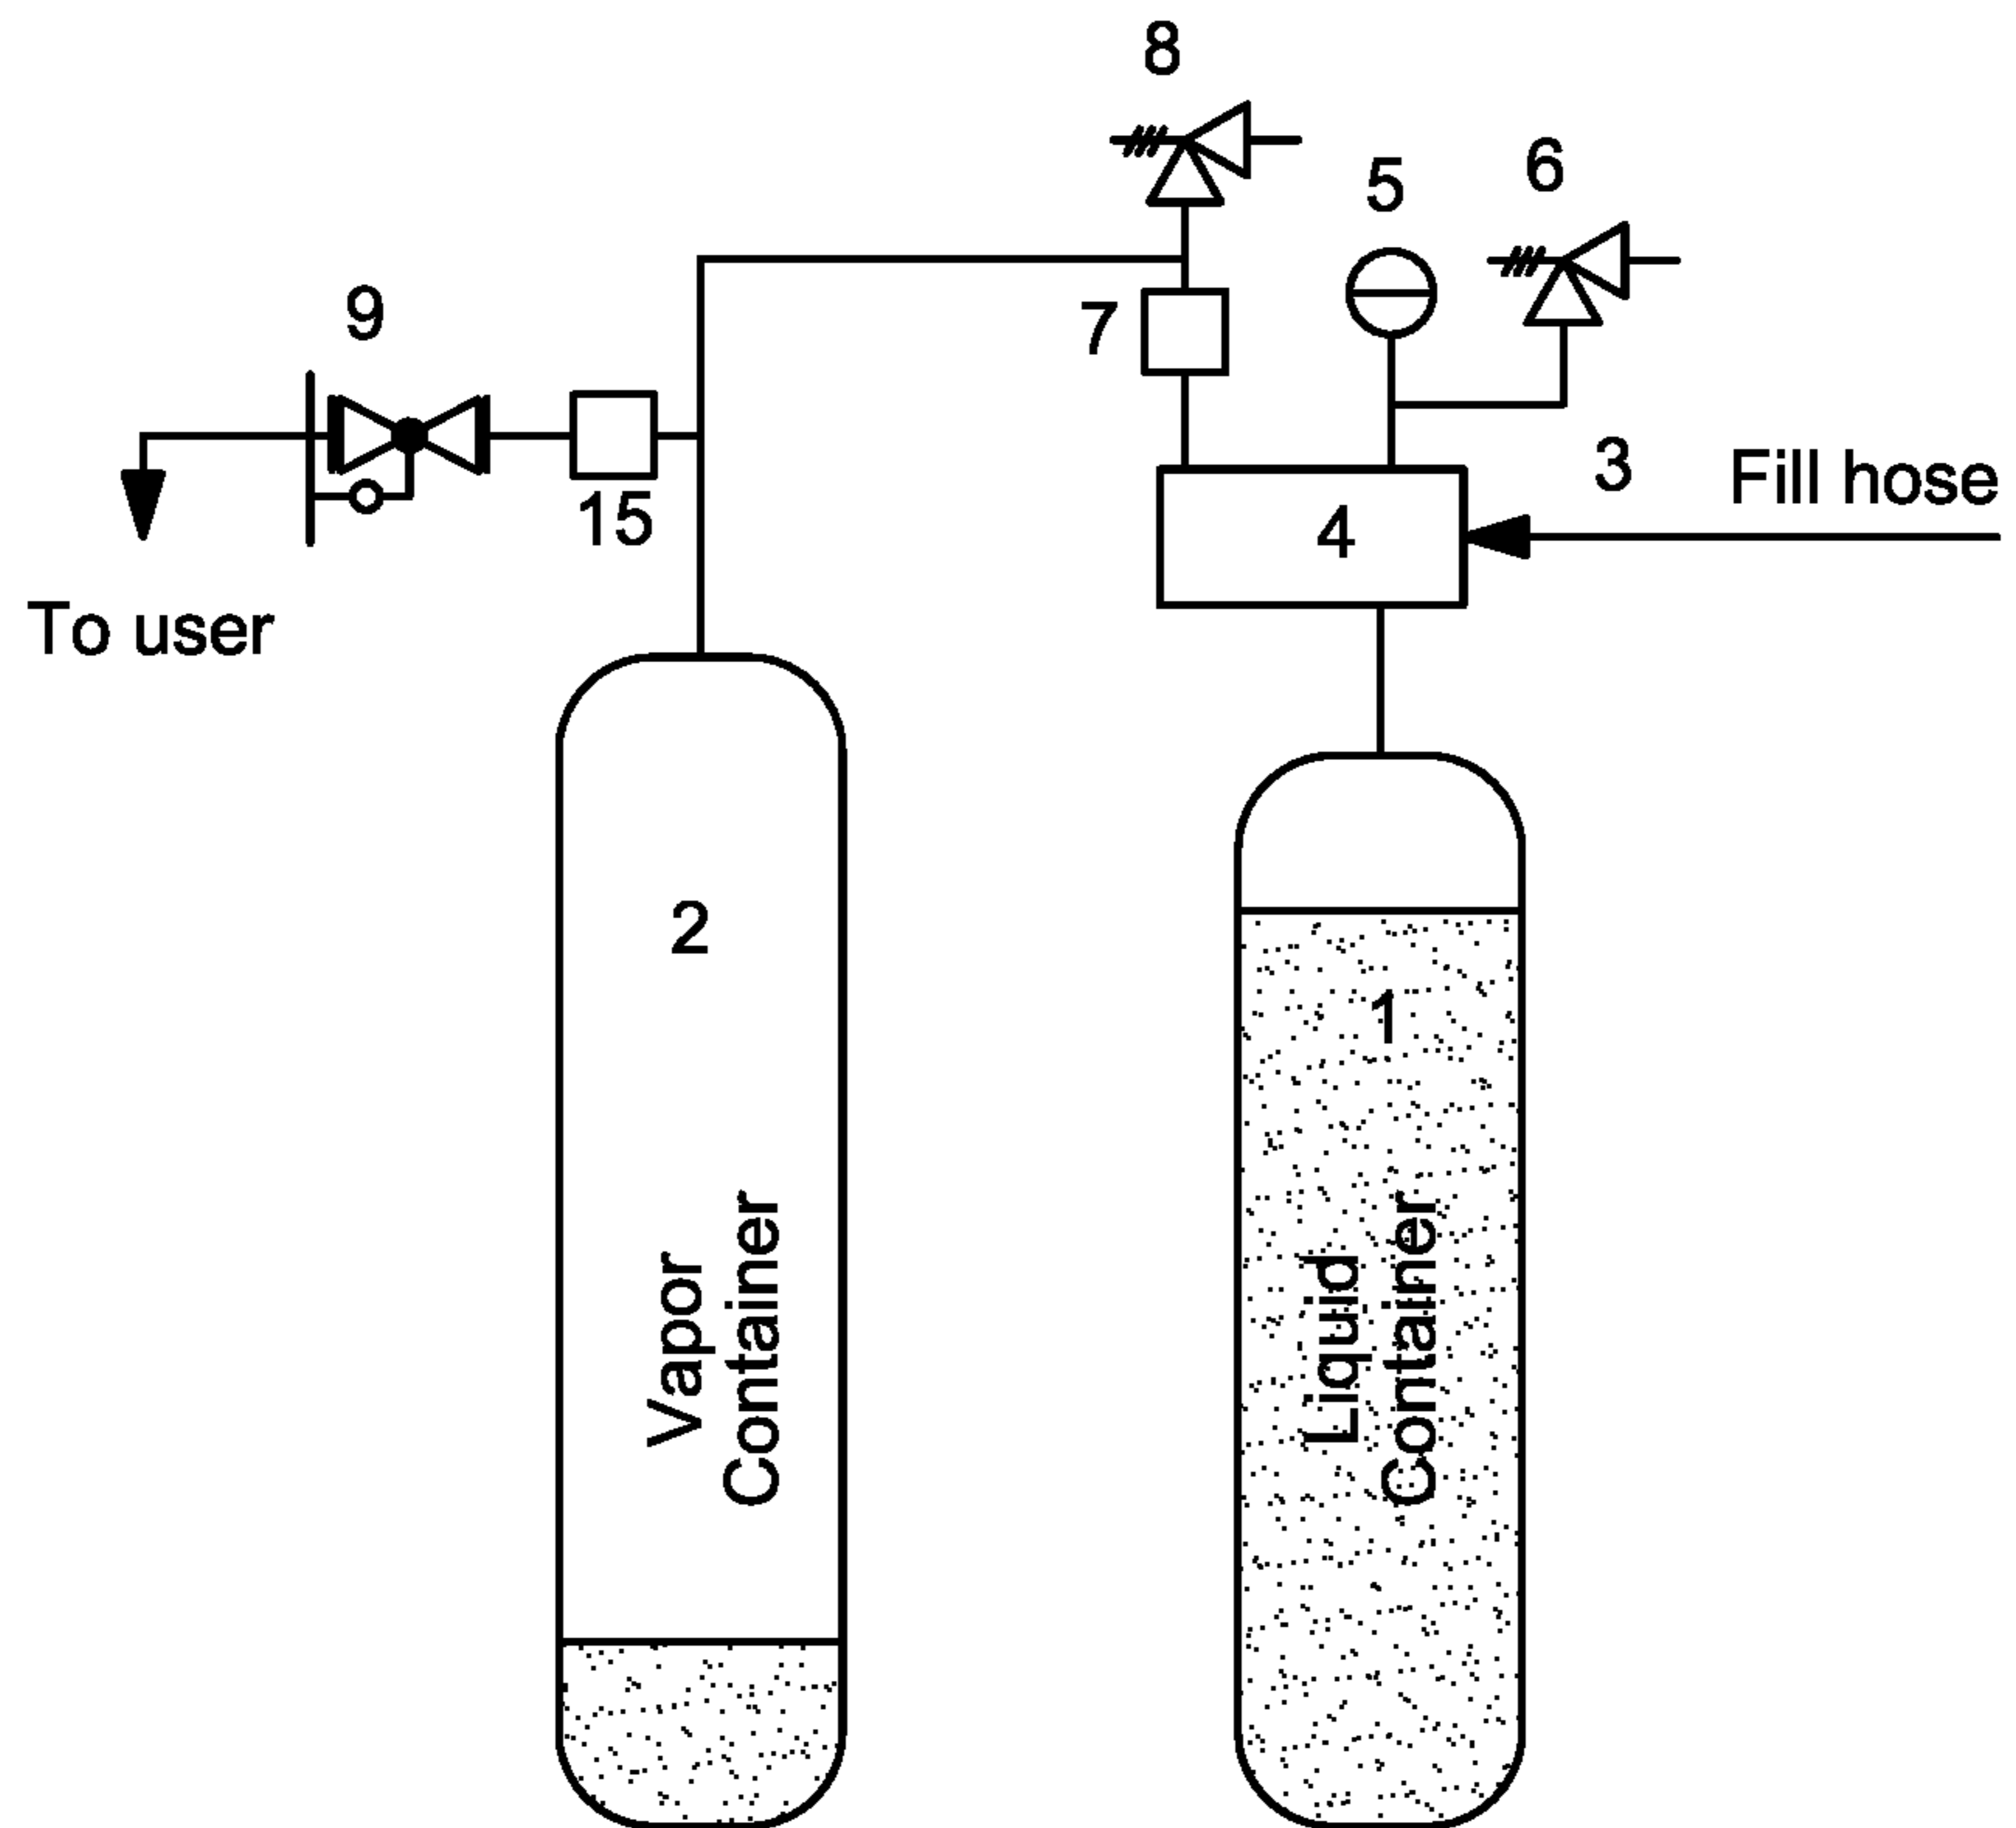 8
6
5
9
7
3
Fill hose
15
4
To user
2
1
Vapor
Container
Liquid
Container